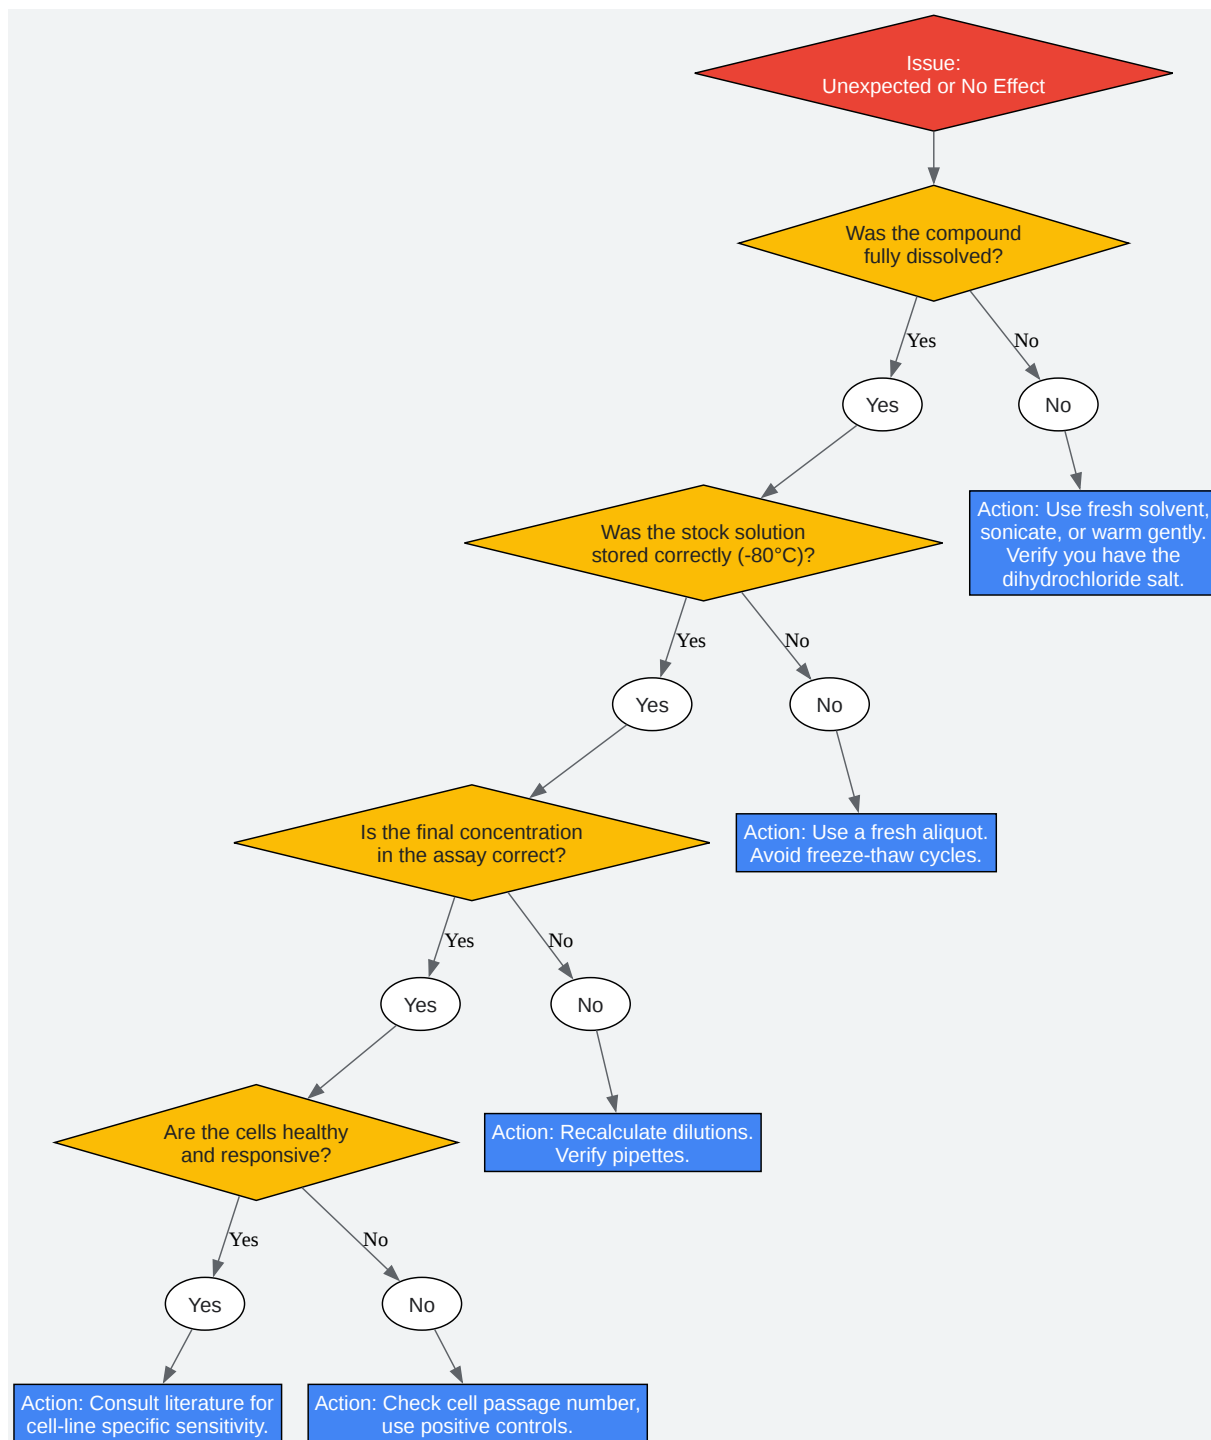 Issue:
Unexpected or No Effect
Was the compound
fully dissolved?
Yes
No
Yes
No
Action: Use fresh solvent,
sonicate, or warm gently.
Verify you have the
dihydrochloride salt.
Was the stock solution
stored correctly (-80°C)?
Yes
No
Yes
No
Action: Use a fresh aliquot.
Avoid freeze-thaw cycles.
Is the final concentration
in the assay correct?
Yes
No
Yes
No
Action: Recalculate dilutions.
Verify pipettes.
Are the cells healthy
and responsive?
Yes
No
Yes
No
Action: Consult literature for
cell-line specific sensitivity.
Action: Check cell passage number,
use positive controls.